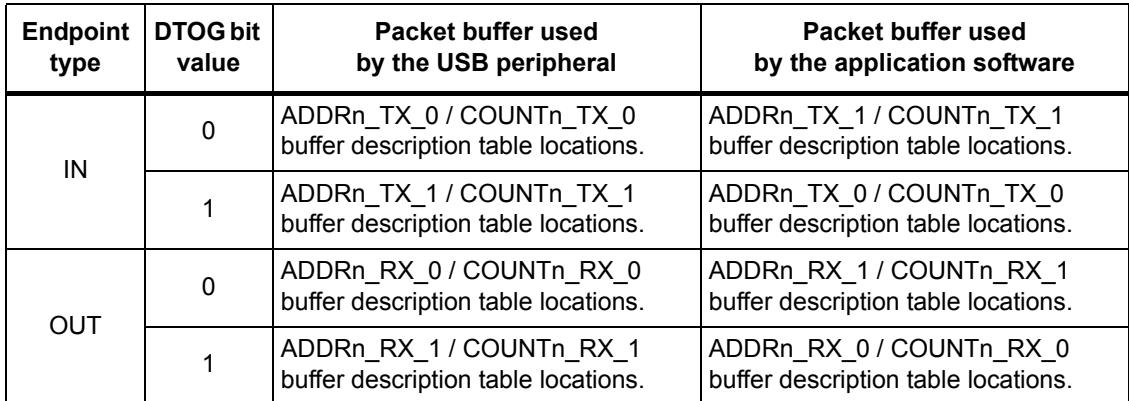 Endpoint type
DTOG bit value
Packet buffer used by the USB peripheral
Packet buffer used by the application software
IN
0
ADDRn_TX_0 / COUNTn_TX_0
buffer description table locations.
ADDRn_TX_1 / COUNTn_TX_1
buffer description table locations.
1
ADDRn_TX_1 / COUNTn_TX_1
buffer description table locations.
ADDRn_TX_0 / COUNTn_TX_0
buffer description table locations.
OUT
0
ADDRn_RX_0 / COUNTn_RX_0
buffer description table locations.
ADDRn_RX_1 / COUNTn_RX_1
buffer description table locations.
1
ADDRn_RX_1 / COUNTn_RX_1
buffer description table locations.
ADDRn_RX_0 / COUNTn_RX_0
buffer description table locations.